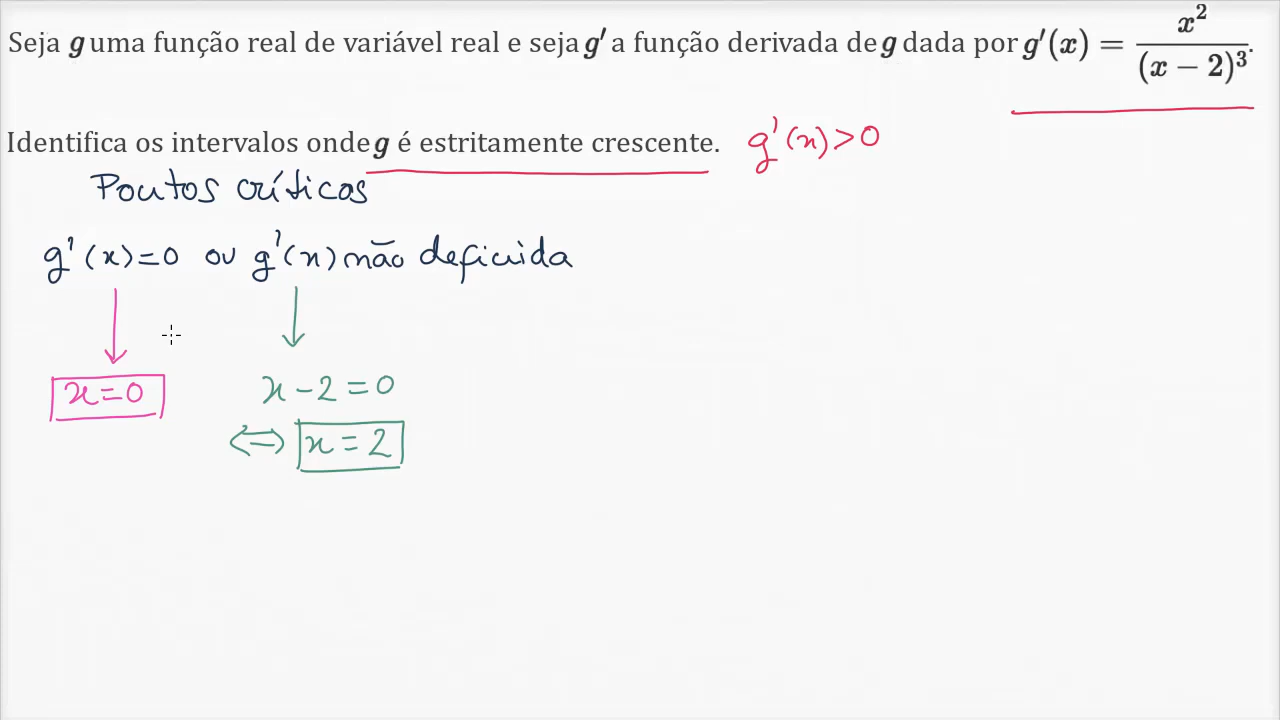 Seja g uma função real de variável real e seja g′ a função derivada de g dada por g′(x) = x²/(x − 2)³.
Identifica os intervalos onde g é estritamente crescente. g'(x)>0
Pontos críticos
g'(x)=0 ou g'(x) não definida
x=0 x-2=0
⇔ x=2